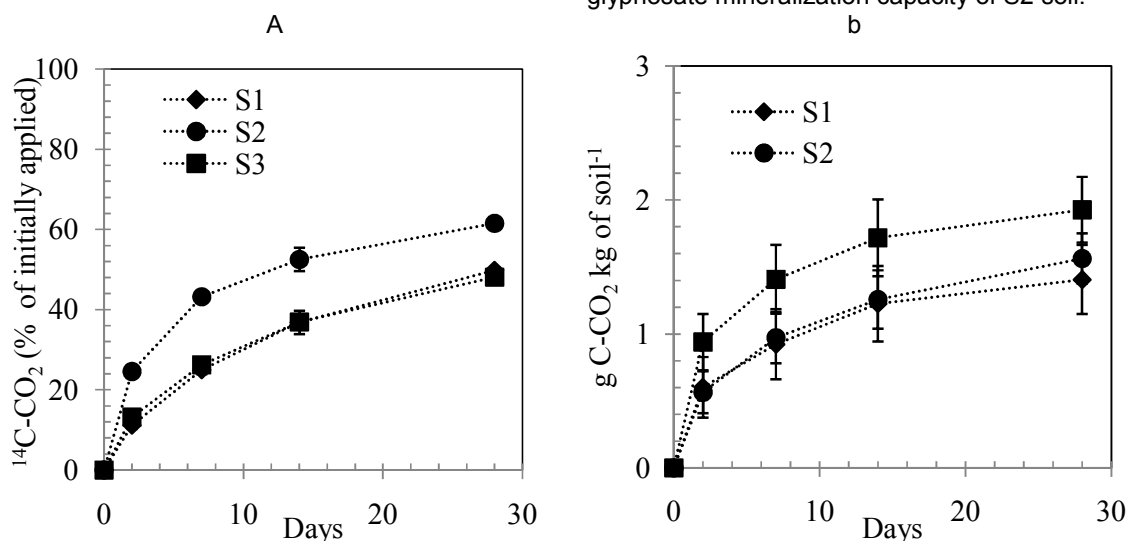 glyphosate mineralization capacity of S2 soil.
A
b
¹⁴C-CO₂ (% of initially applied)
100
80
60
40
20
0
S1
S2
S3
0 10 20 30
Days
g C-CO₂ kg of soil⁻¹
3
2
1
0
S1
S2
0 10 20 30
Days